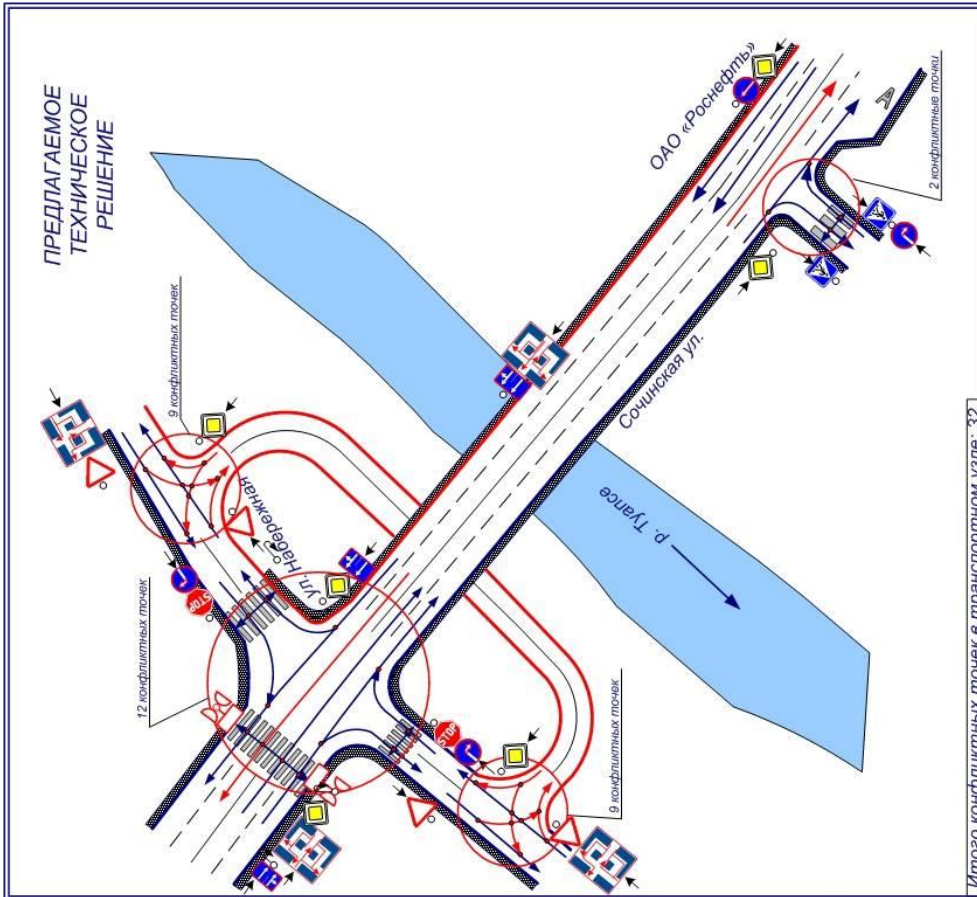 ПРЕДЛАГАЕМОЕ
ТЕХНИЧЕСКОЕ
РЕШЕНИЕ
ОАО «Роснефть»
2 конфликтные точки
9 конфликтных точек
ул. Набережная
STOP
12 конфликтных точек
Сочинская ул.
р. Туапсе
STOP
9 конфликтных точек
А
Итого конфликтных точек в транспортном узле: 32